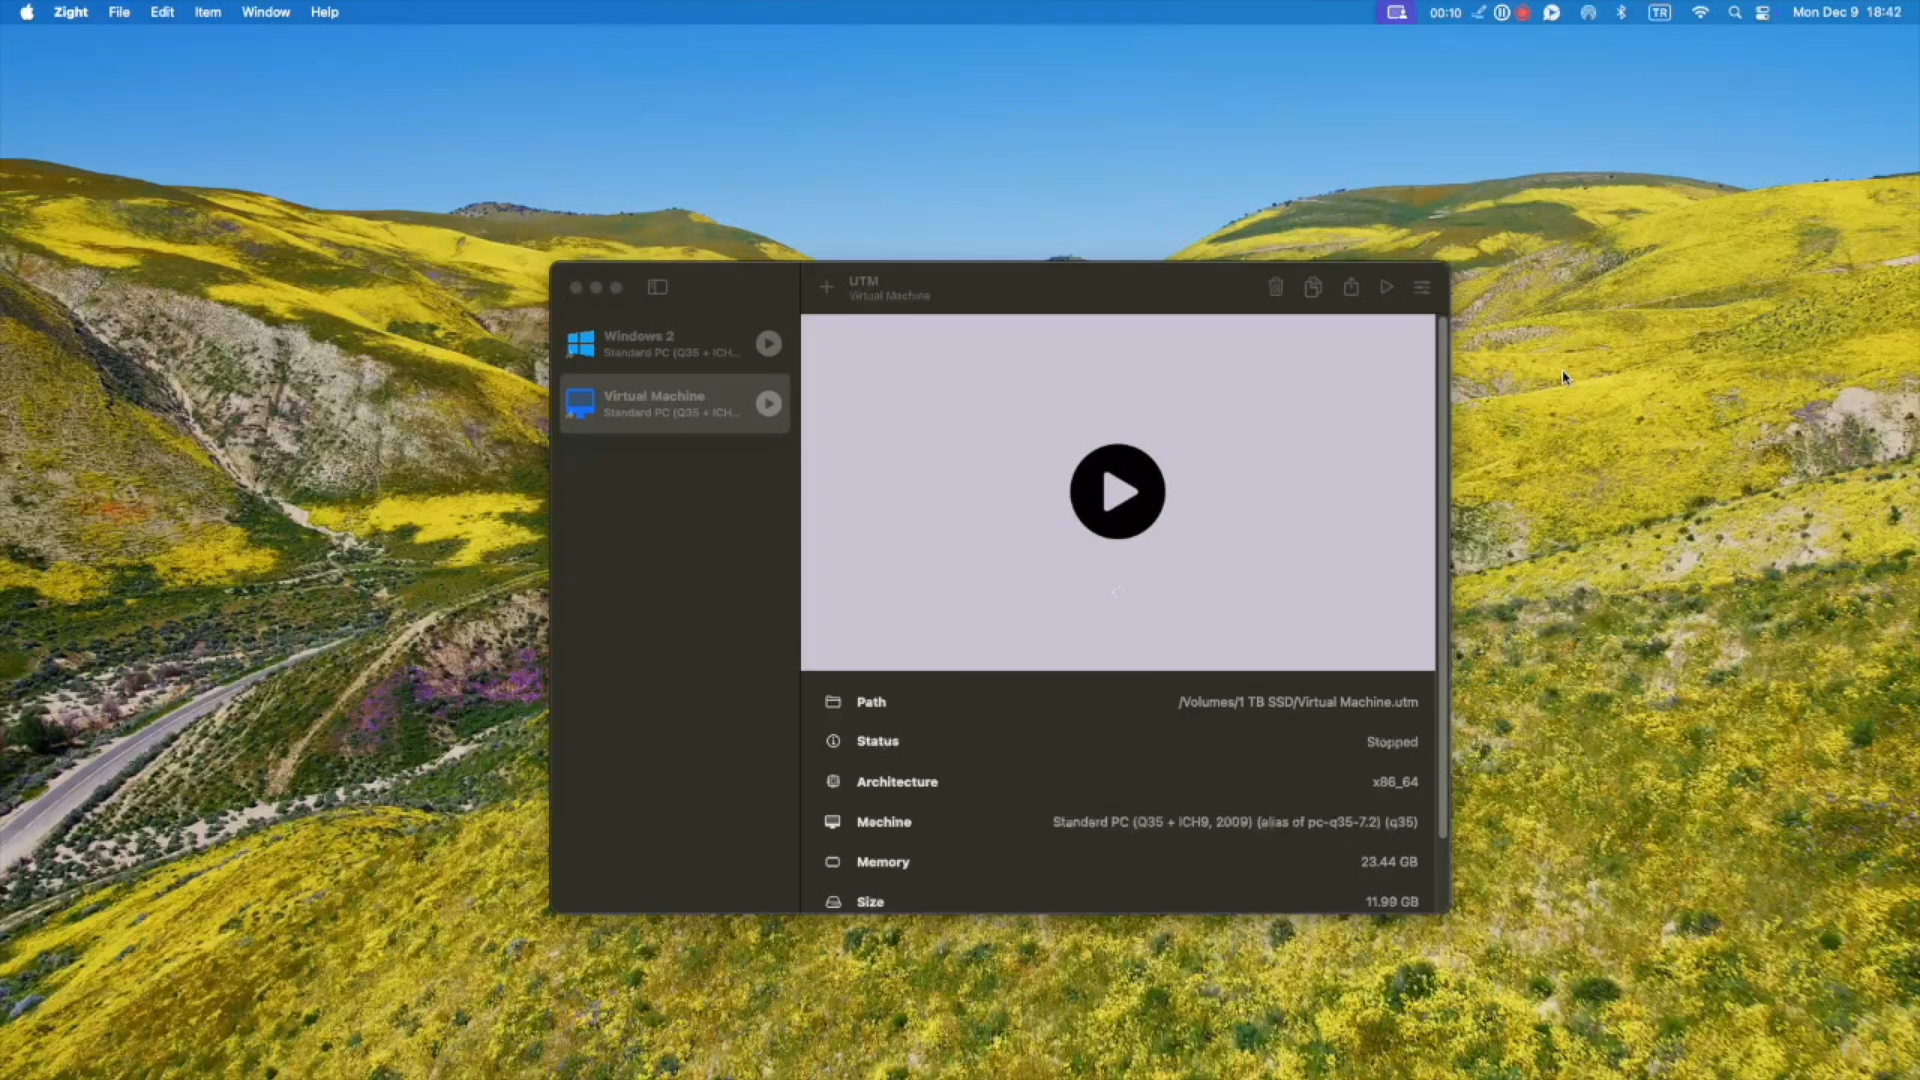 Zight File Edit Item Window Help
00:10 TR Mon Dec 9 18:42
UTM
Virtual Machine
Windows 2
Standard PC (Q35 + ICH...
Virtual Machine
Standard PC (Q35 + ICH...
Path /Volumes/1 TB SSD/Virtual Machine.utm
Status Stopped
Architecture x86_64
Machine Standard PC (Q35 + ICH9, 2009) (alias of pc-q35-7.2) (q35)
Memory 23.44 GB
Size 11.99 GB